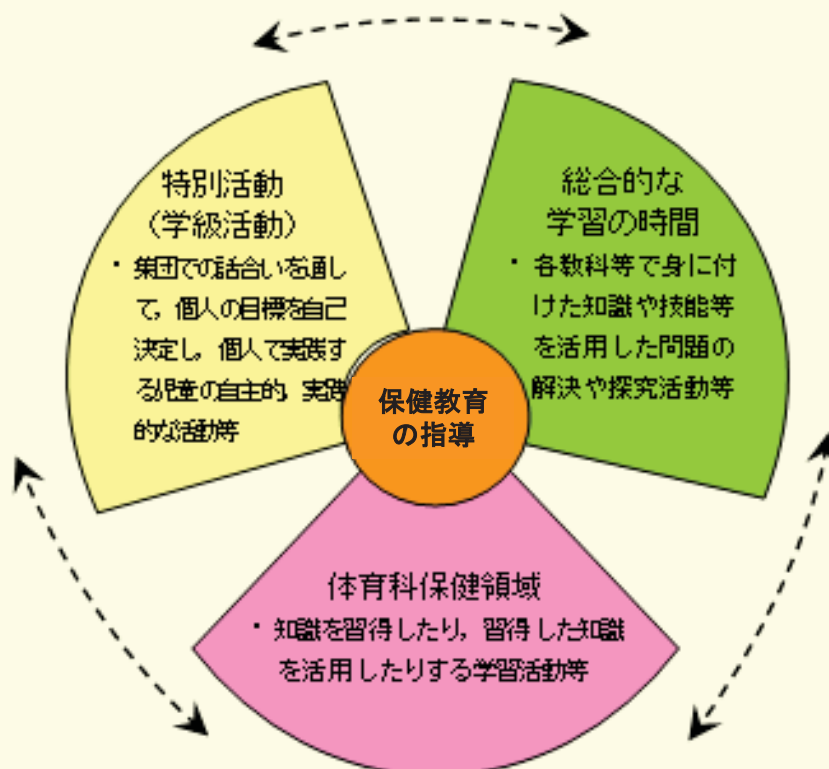 特別活動
（学級活動）
・集団での話合いを通し
て，個人の目標を自己
決定し，個人で実践す
る児童の自主的，実践
的な活動等
総合的な
学習の時間
・各教科等で身に付
けた知識や技能等
を活用した問題の
解決や探究活動等
保健教育
の指導
体育科保健領域
・知識を習得したり，習得した知識
を活用したりする学習活動等